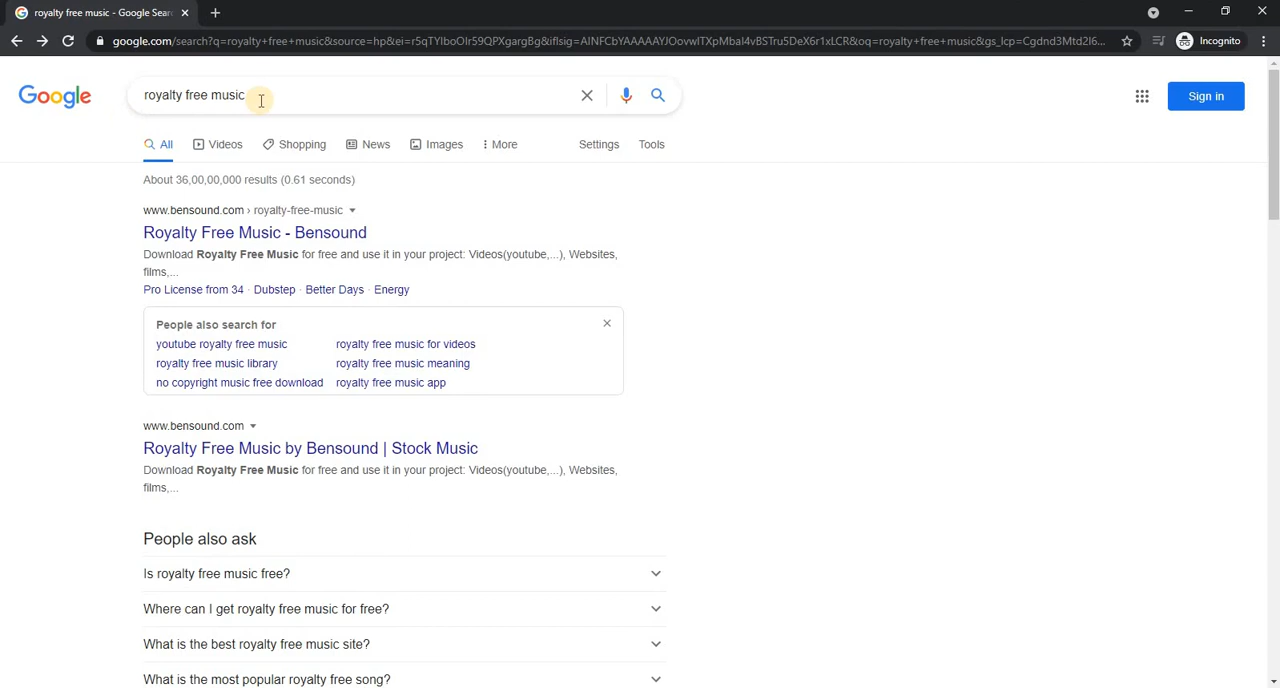 royalty free music - Google Sear
google.com/search?q=royalty+free+music&source=hp&ei=r5qTYIboOIr59QPXgargBg&iflsig=AINFCbYAAAAAYJOovwITXpMbal4vBSTru5DeX6r1xLCR&oq=royalty+free+music&gs_lcp=Cgdnd3Mtd2l6...
Incognito
Google
royalty free music
Sign in
All Videos Shopping News Images More Settings Tools
About 36,00,00,000 results (0.61 seconds)
www.bensound.com › royalty-free-music
Royalty Free Music - Bensound
Download Royalty Free Music for free and use it in your project: Videos(youtube,...), Websites,
films,...
Pro License from 34 · Dubstep · Better Days · Energy
People also search for
youtube royalty free music royalty free music for videos
royalty free music library royalty free music meaning
no copyright music free download royalty free music app
www.bensound.com
Royalty Free Music by Bensound | Stock Music
Download Royalty Free Music for free and use it in your project: Videos(youtube,...), Websites,
films,...
People also ask
Is royalty free music free?
Where can I get royalty free music for free?
What is the best royalty free music site?
What is the most popular royalty free song?